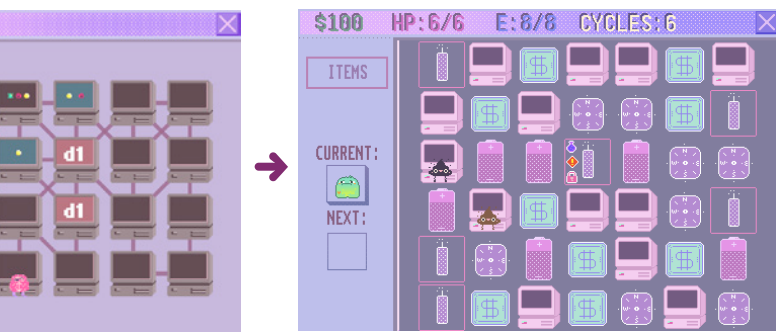 $100 HP:6/6 E:8/8 CYCLES:6
ITEMS
CURRENT:
NEXT:
d1
d1